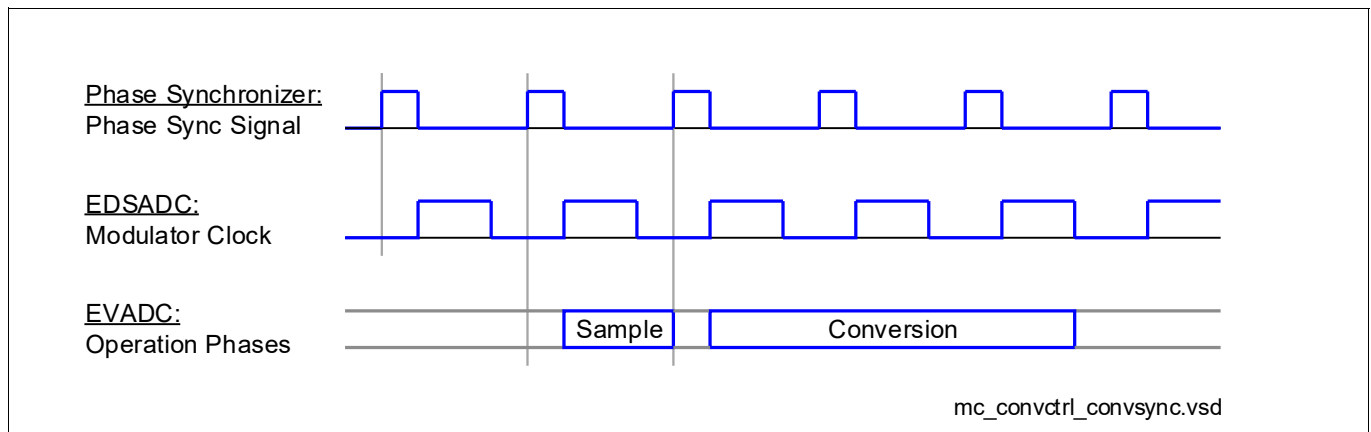 Phase Synchronizer:
Phase Sync Signal
EDSADC:
Modulator Clock
EVADC:
Operation Phases
Sample
Conversion
mc_convctrl_convsync.vsd